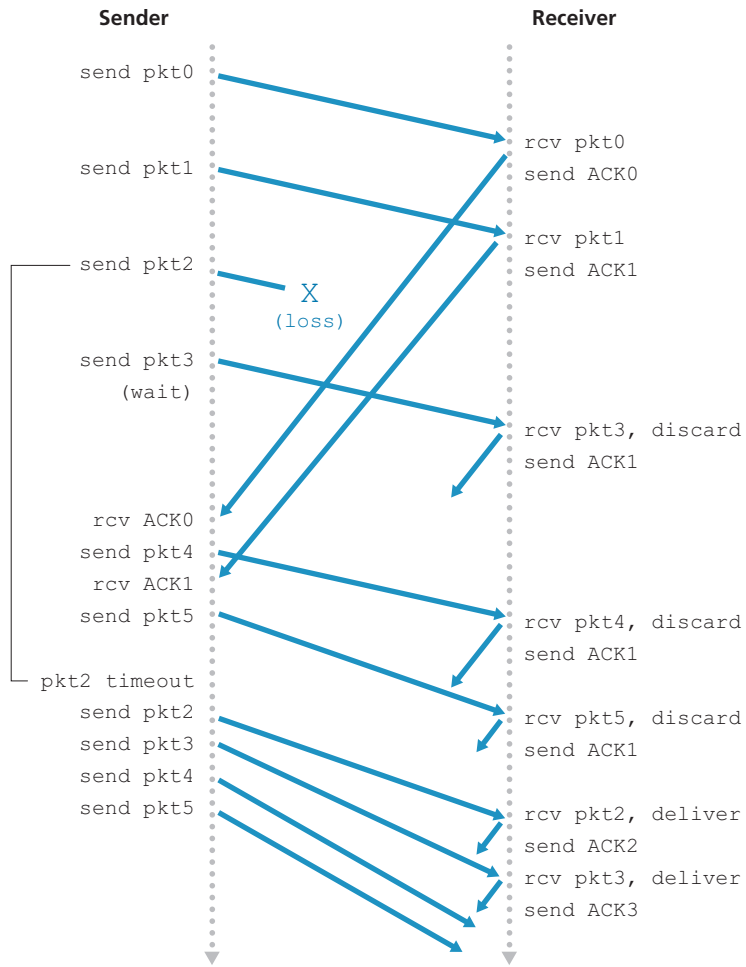 Sender
Receiver
send pkt0
rcv pkt0
send ACK0
send pkt1
rcv pkt1
send ACK1
send pkt2
X
(loss)
send pkt3
(wait)
rcv pkt3, discard
send ACK1
rcv ACK0
send pkt4
rcv ACK1
send pkt5
rcv pkt4, discard
send ACK1
pkt2 timeout
send pkt2
send pkt3
send pkt4
send pkt5
rcv pkt5, discard
send ACK1
rcv pkt2, deliver
send ACK2
rcv pkt3, deliver
send ACK3